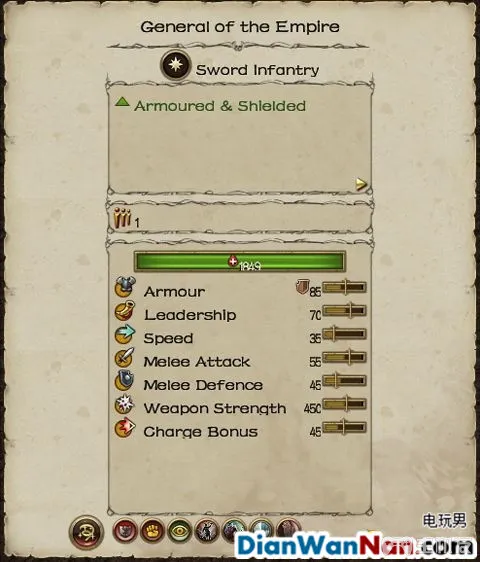 General of the Empire
Sword Infantry
Armoured & Shielded
1
1849
Armour 85
Leadership 70
Speed 35
Melee Attack 55
Melee Defence 45
Weapon Strength 450
Charge Bonus 45
电玩男
DianWanNan.com